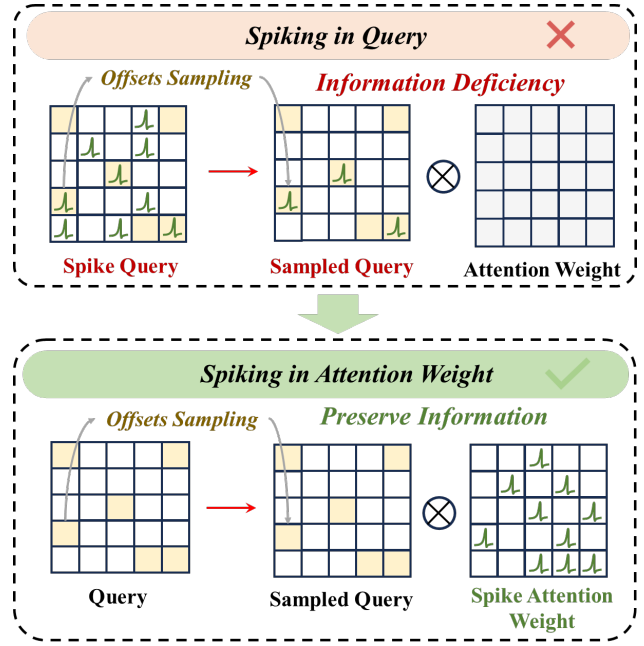 Spiking in Query
Offsets Sampling
Information Deficiency
Spike Query
Sampled Query
Attention Weight
Spiking in Attention Weight
Offsets Sampling
Preserve Information
Query
Sampled Query
Spike Attention
Weight